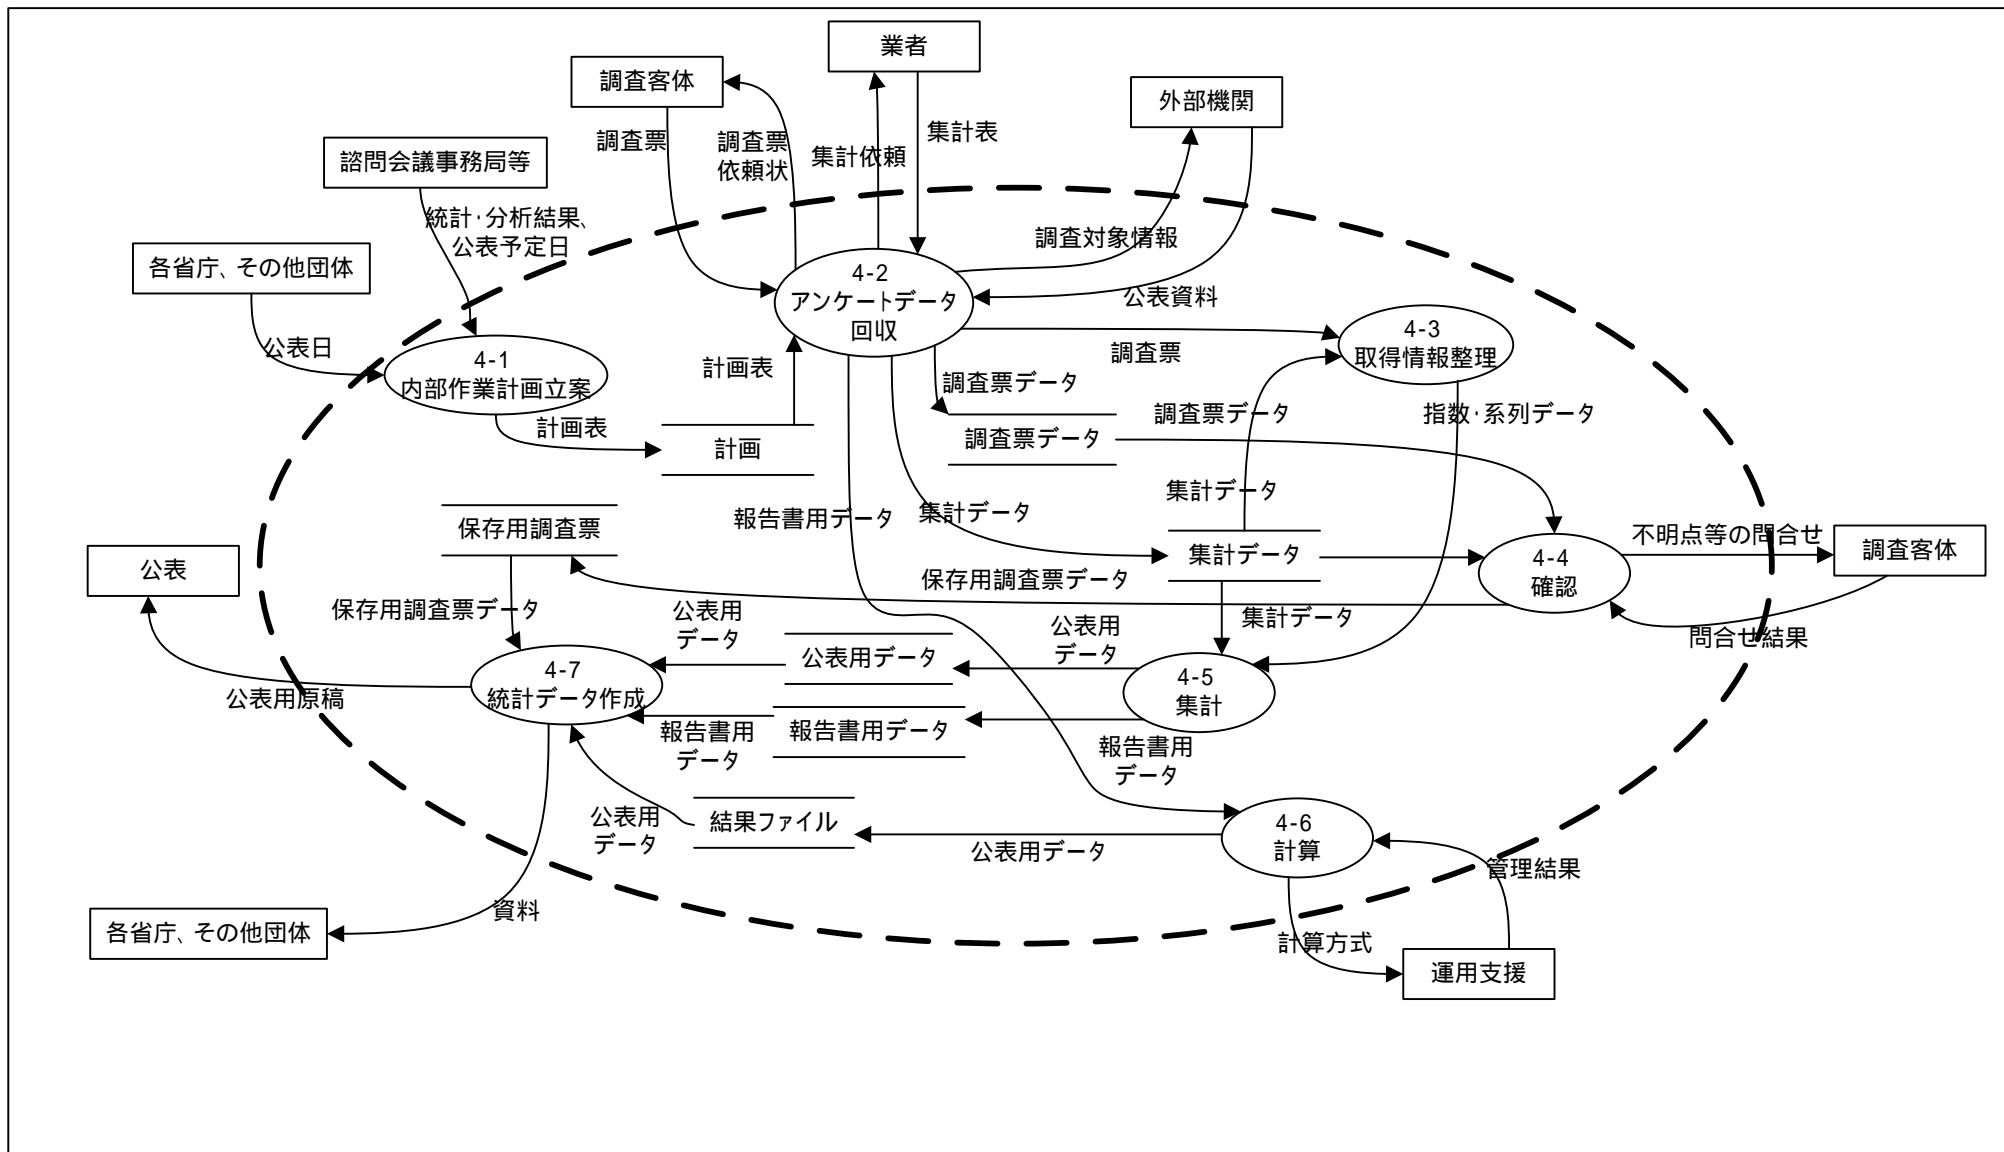 業者
調査客体
外部機関
調査票
調査票
依頼状
集計依頼
集計表
諮問会議事務局等
統計・分析結果、
公表予定日
調査対象情報
各省庁、その他団体
4-2
アンケートデータ
回収
公表資料
公表日
4-1
内部作業計画立案
計画表
調査票
4-3
取得情報整理
調査票データ
調査票データ
指数・系列データ
計画表
計画
調査票データ
集計データ
報告書用データ
集計データ
保存用調査票
集計データ
不明点等の問合せ
調査客体
4-4
確認
公表
保存用調査票データ
保存用調査票データ
公表用
データ
公表用
データ
集計データ
問合せ結果
公表用データ
4-7
統計データ作成
4-5
集計
公表用原稿
報告書用
データ
報告書用データ
報告書用
データ
公表用
データ
結果ファイル
公表用データ
4-6
計算
管理結果
資料
各省庁、その他団体
計算方式
運用支援